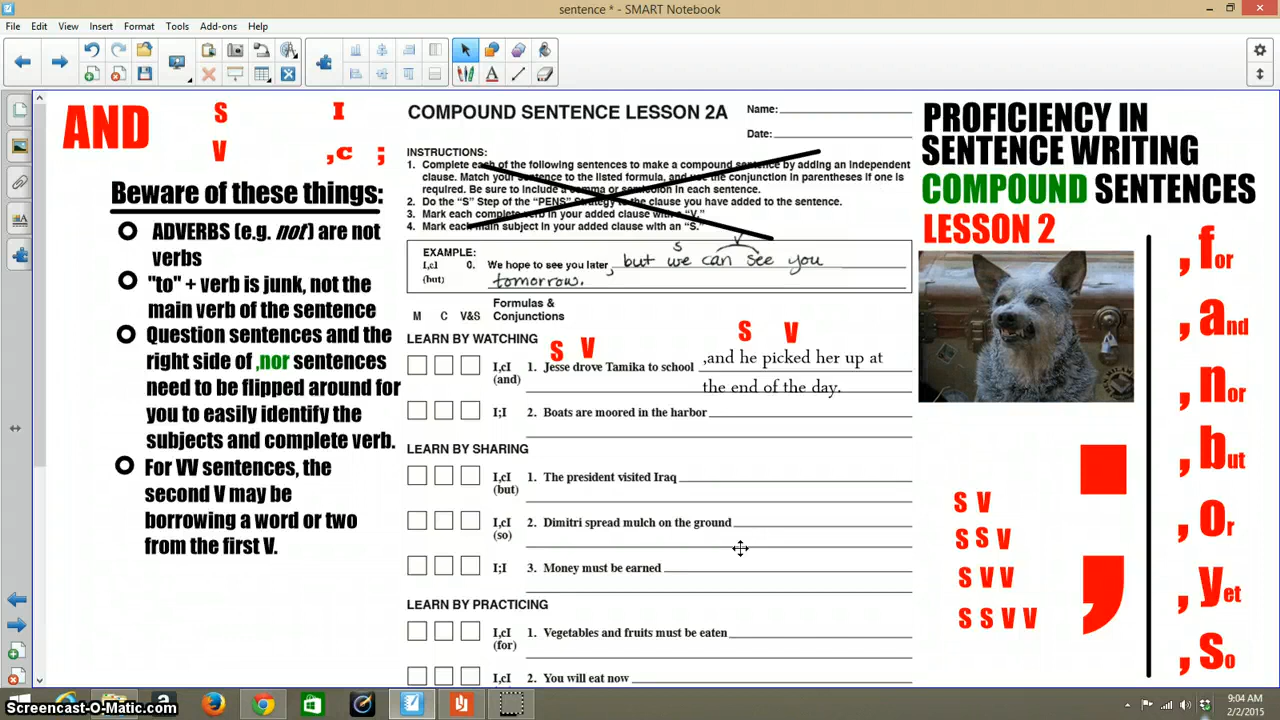 sentence * - SMART Notebook
File Edit View Insert Format Tools Add-ons Help
AND
S I
V ,c ;
Beware of these things:
ADVERBS (e.g. not) are not
verbs
"to" + verb is junk, not the
main verb of the sentence
Question sentences and the
right side of ,nor sentences
need to be flipped around for
you to easily identify the
subjects and complete verb.
For VV sentences, the
second V may be
borrowing a word or two
from the first V.
COMPOUND SENTENCE LESSON 2A
Name:
Date:
INSTRUCTIONS:
1. Complete each of the following sentences to make a compound sentence by adding an independent
clause. Match your sentence to the listed formula, and use the conjunction in parentheses if one is
required. Be sure to include a comma or semicolon in each sentence.
2. Do the "S" Step of the "PENS" Strategy to the clause you have added to the sentence.
3. Mark each complete verb in your added clause with a "V."
4. Mark each main subject in your added clause with an "S."
EXAMPLE:
S V
I,cI 0. We hope to see you later, but we can see you
(but) tomorrow.
Formulas &
M C V&S Conjunctions
LEARN BY WATCHING
S V S V
I,cI 1. Jesse drove Tamika to school ,and he picked her up at
(and) the end of the day.
I;I 2. Boats are moored in the harbor
LEARN BY SHARING
I,cI 1. The president visited Iraq
(but)
I,cI 2. Dimitri spread mulch on the ground
(so)
I;I 3. Money must be earned
LEARN BY PRACTICING
I,cI 1. Vegetables and fruits must be eaten
(for)
I,cI 2. You will eat now
PROFICIENCY IN
SENTENCE WRITING
COMPOUND SENTENCES
LESSON 2
S V
S S V
S V V
S S V V
.
,
, for
, and
, nor
, but
, or
, yet
, so
Screencast-O-Matic.com
9:04 AM
2/2/2015